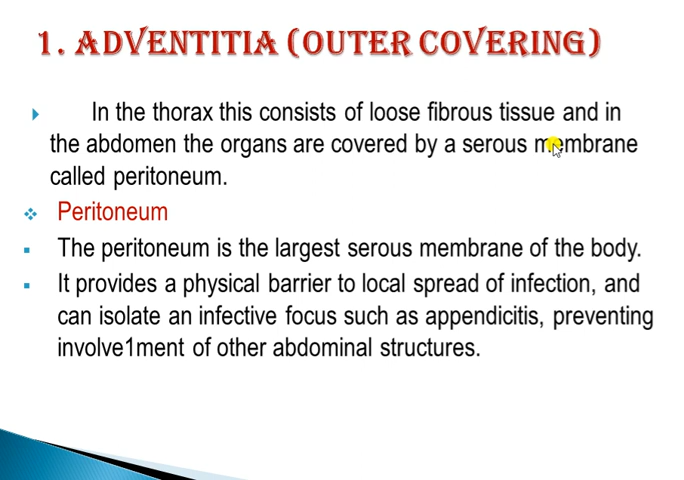 1. ADVENTITIA (OUTER COVERING)
In the thorax this consists of loose fibrous tissue and in
the abdomen the organs are covered by a serous membrane
called peritoneum.
Peritoneum
The peritoneum is the largest serous membrane of the body.
It provides a physical barrier to local spread of infection, and
can isolate an infective focus such as appendicitis, preventing
involve1ment of other abdominal structures.